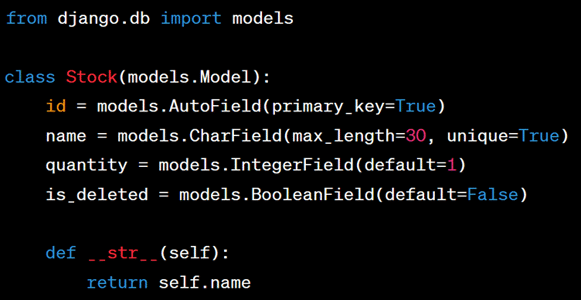 from django.db import models
class Stock(models.Model):
    id = models.AutoField(primary_key=True)
    name = models.CharField(max_length=30, unique=True)
    quantity = models.IntegerField(default=1)
    is_deleted = models.BooleanField(default=False)
    def __str__(self):
        return self.name